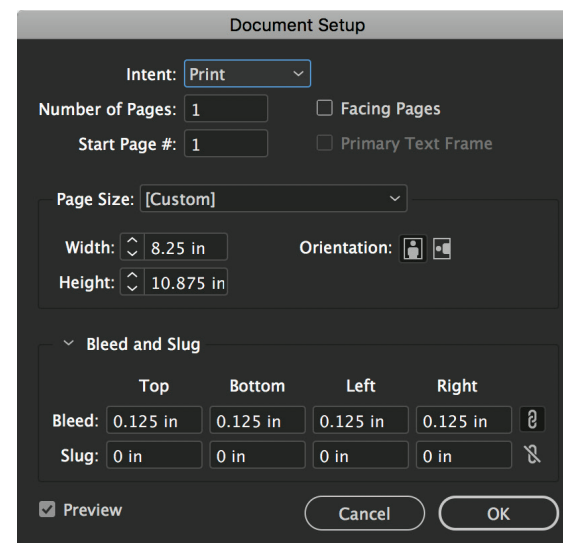 Document Setup
Intent: Print
Number of Pages: 1 Facing Pages
Start Page #: 1 Primary Text Frame
Page Size: [Custom]
Width: 8.25 in Orientation:
Height: 10.875 in
Bleed and Slug
Top Bottom Left Right
Bleed: 0.125 in 0.125 in 0.125 in 0.125 in
Slug: 0 in 0 in 0 in 0 in
Preview Cancel OK